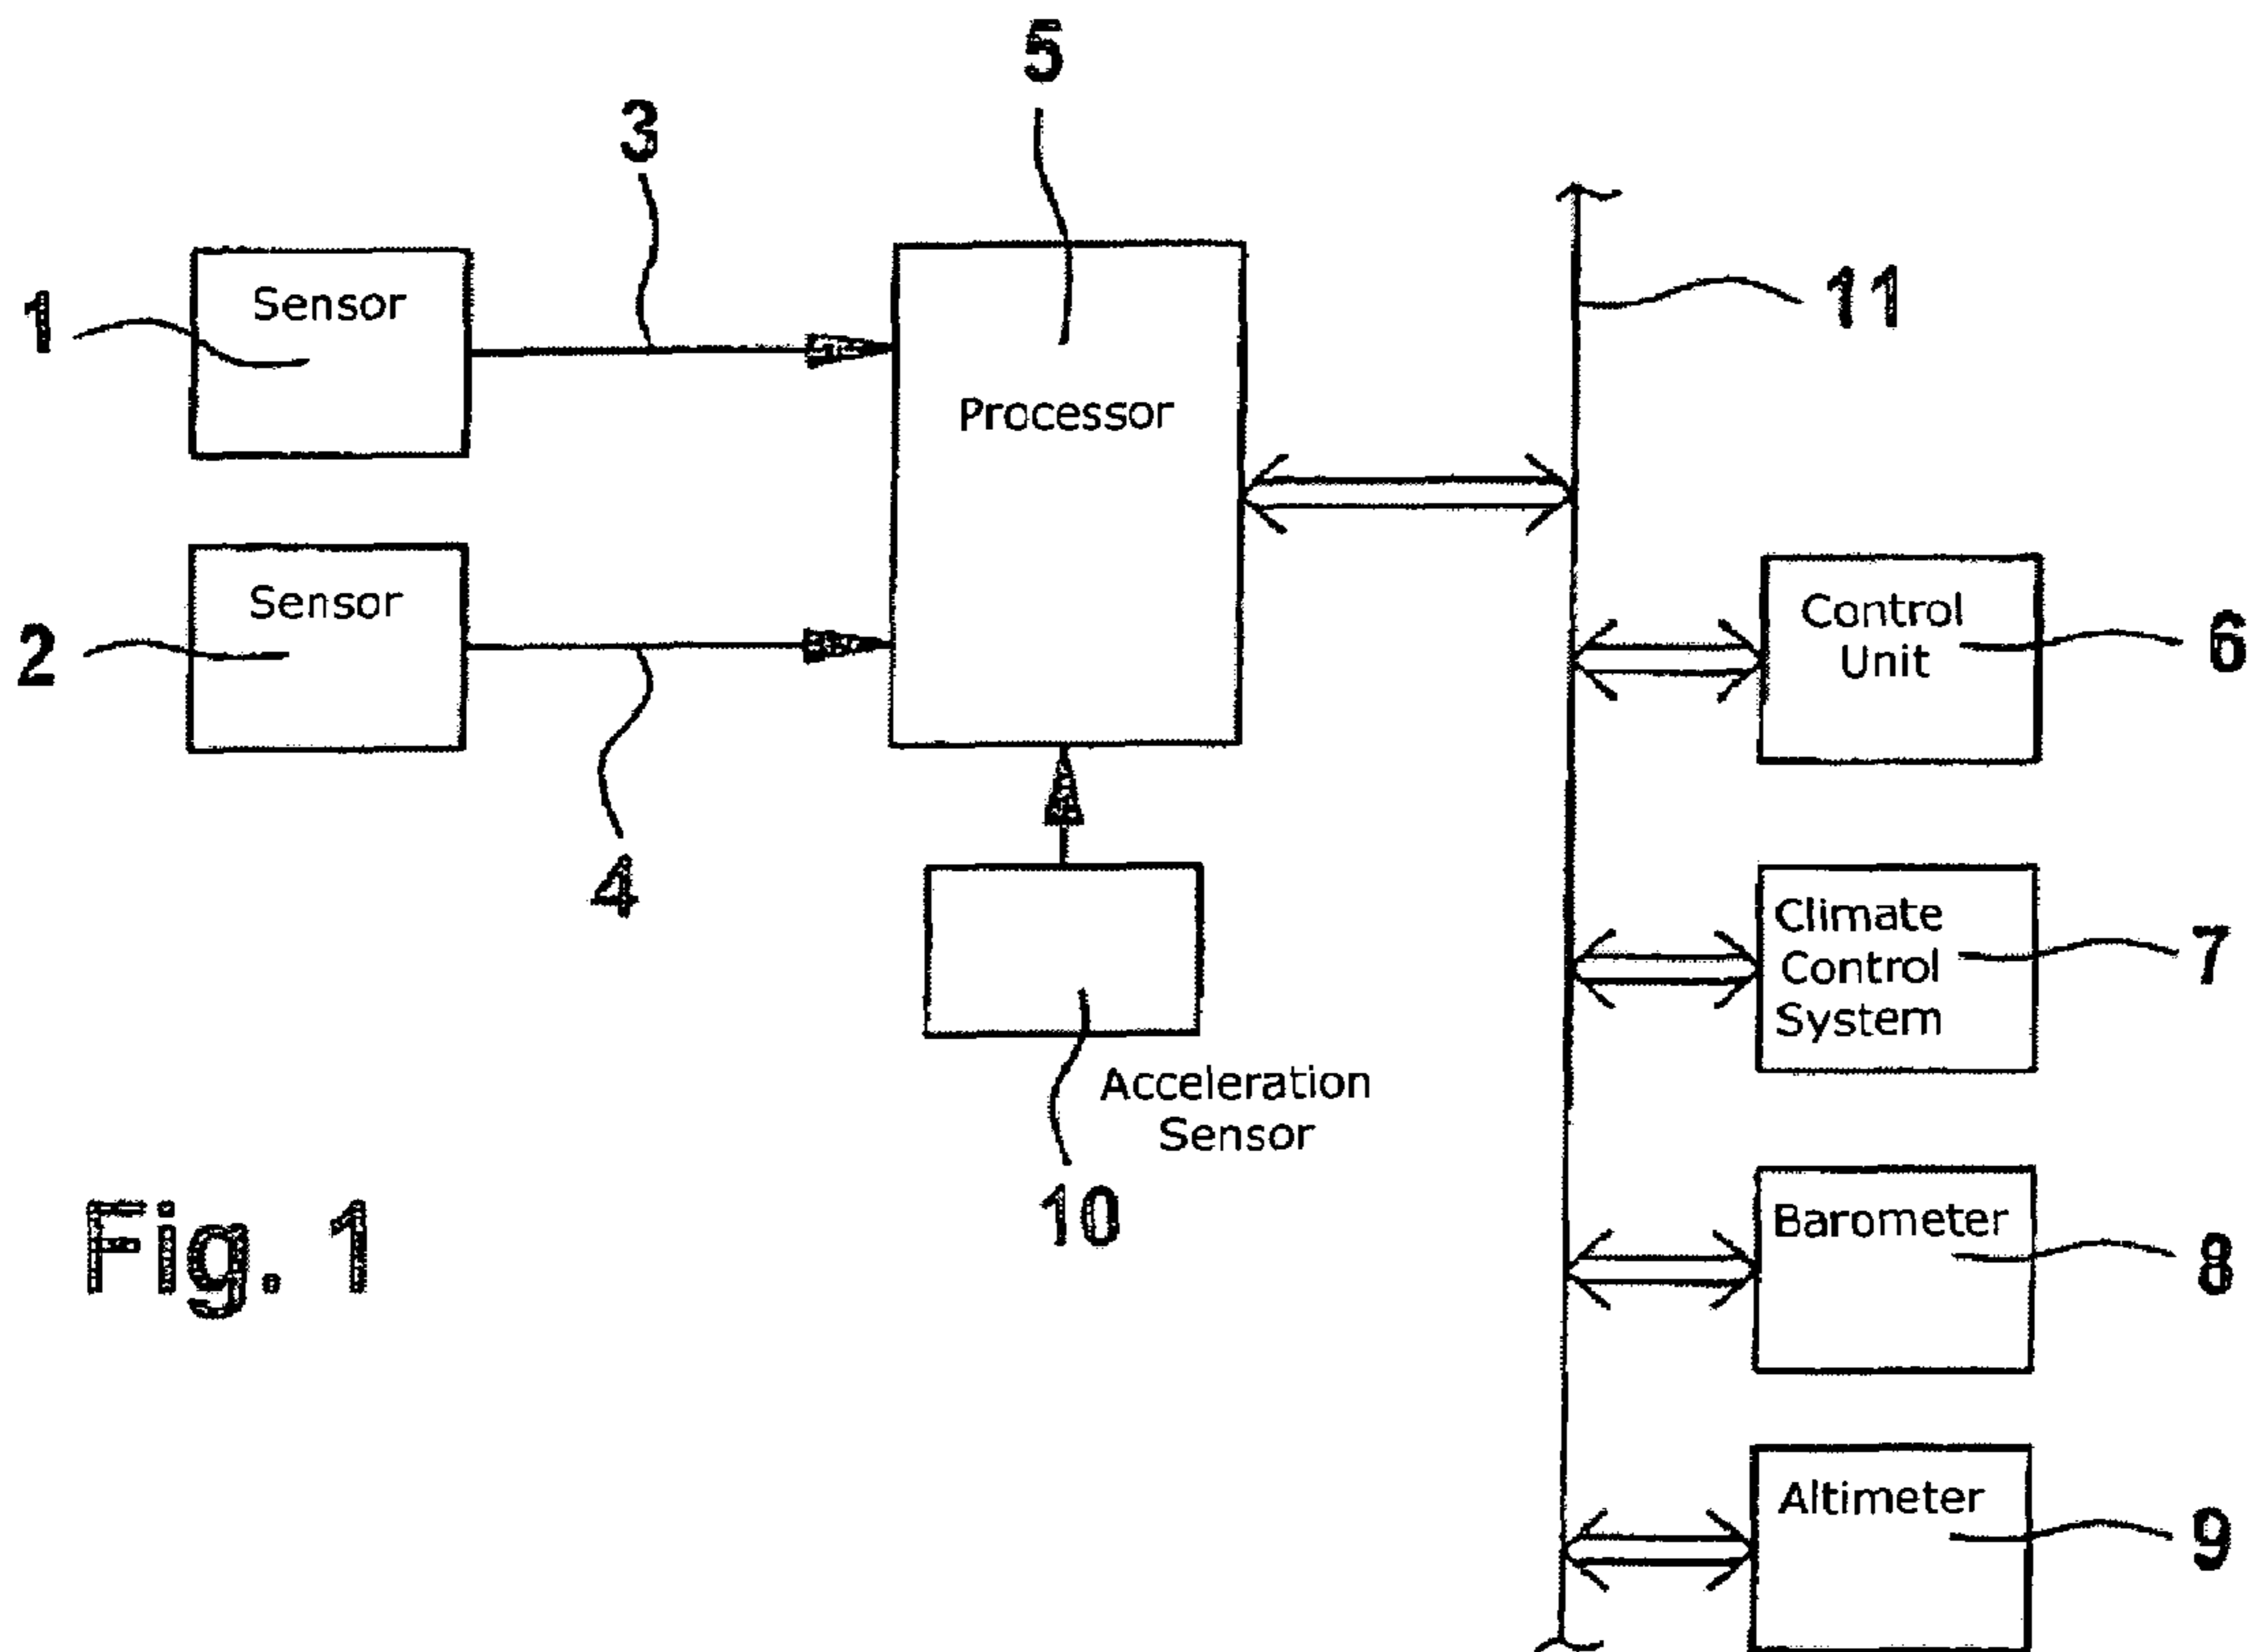 5
3
11
1
Sensor
Processor
2
Sensor
Control
Unit
6
4
Climate
Control
System
7
Acceleration
Sensor
10
Fig. 1
Barometer
8
Altimeter
9